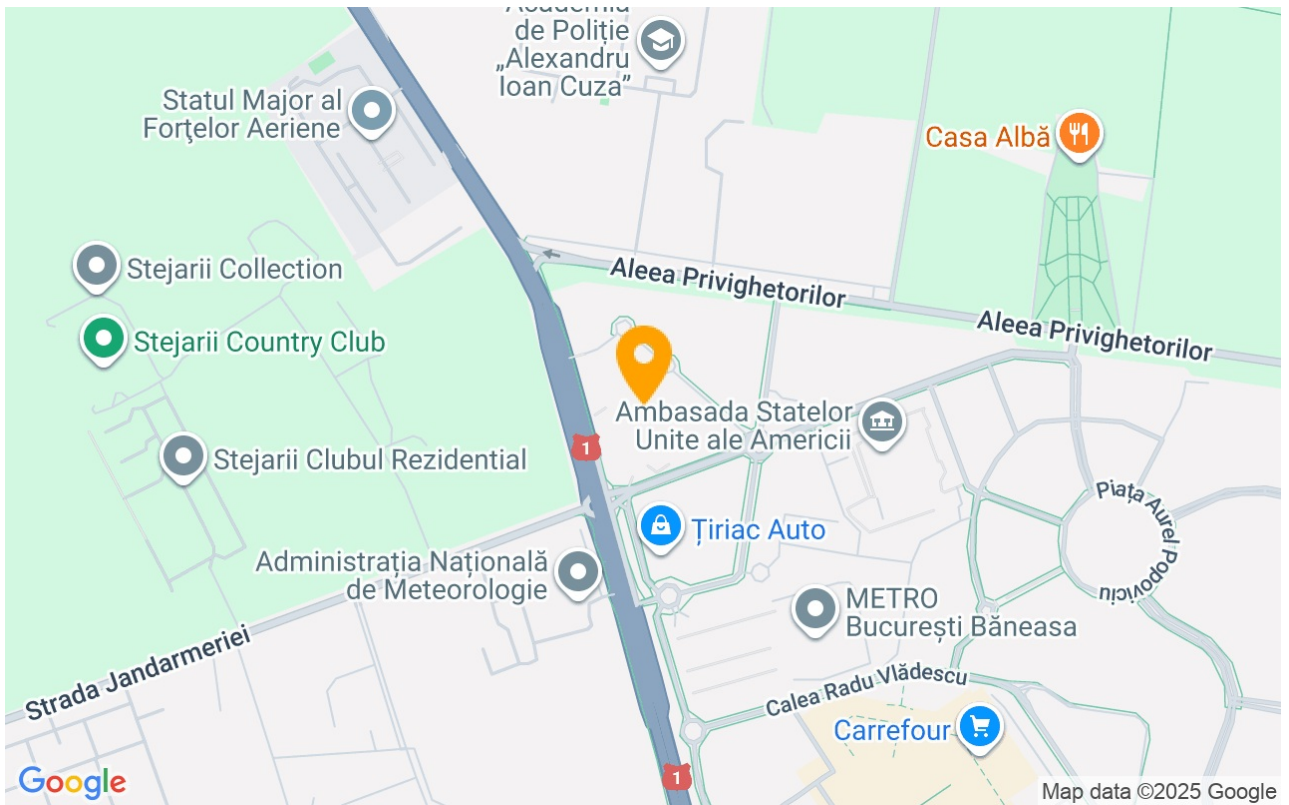 Academia
de Poliție
„Alexandru
Ioan Cuza”
Statul Major al
Forţelor Aeriene
Casa Albă
Stejarii Collection
Aleea Privighetorilor
Aleea Privighetorilor
Stejarii Country Club
Ambasada Statelor
Unite ale Americii
1
Stejarii Clubul Rezidential
Piața Aurel Popoviciu
Țiriac Auto
Administrația Națională
de Meteorologie
METRO
București Băneasa
Strada Jandarmeriei
Calea Radu Vlădescu
Carrefour
1
Google
Map data ©2025 Google